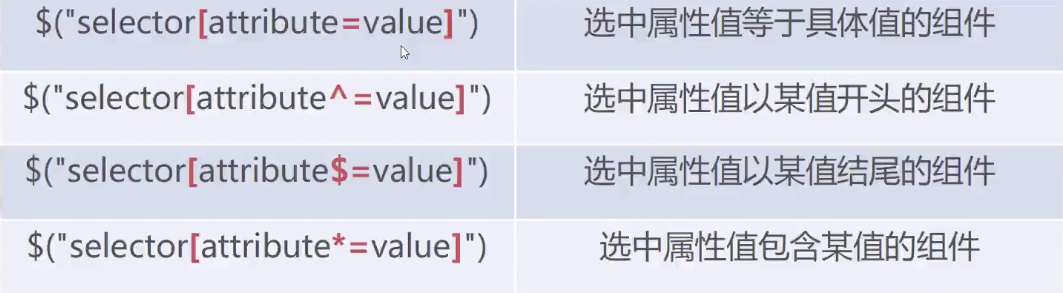 $("selector[attribute=value]") 选中属性值等于具体值的组件
$("selector[attribute^=value]") 选中属性值以某值开头的组件
$("selector[attribute$=value]") 选中属性值以某值结尾的组件
$("selector[attribute*=value]") 选中属性值包含某值的组件